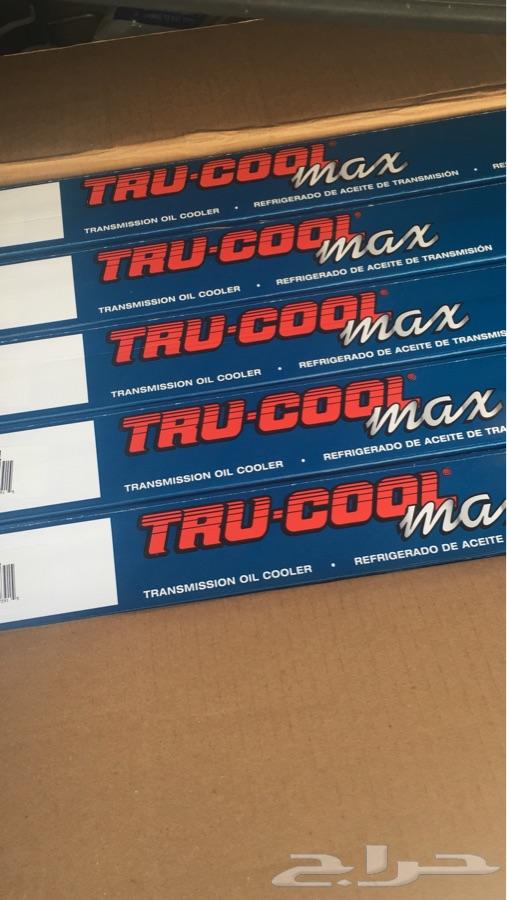 TRU-COOL® max
TRANSMISSION OIL COOLER • REFRIGERADO DE ACEITE DE TRANSMISIÓN •
TRU-COOL® max
TRANSMISSION OIL COOLER • REFRIGERADO DE ACEITE DE TRANSMISIÓN
TRU-COOL® max
TRANSMISSION OIL COOLER • REFRIGERADO DE ACEITE DE TRANSMIS
TRU-COOL® max
TRANSMISSION OIL COOLER • REFRIGERADO DE ACEITE DE TRA
TRU-COOL® ma
TRANSMISSION OIL COOLER • REFRIGERADO DE ACEITE
حراج